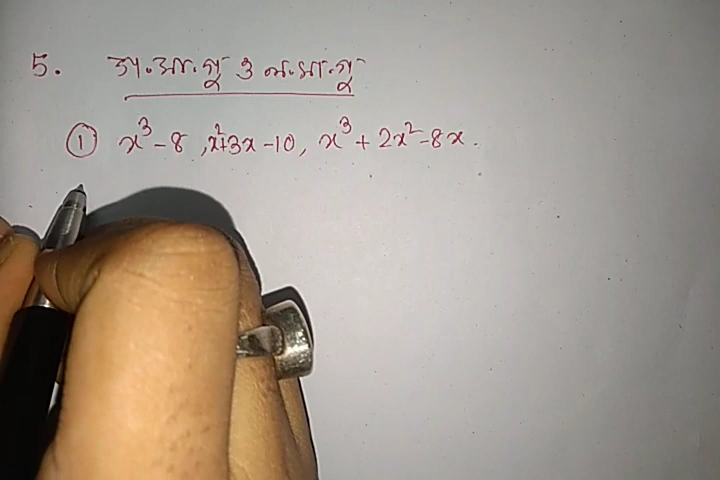 5. গ.সা.গু ও ল.সা.গু
① x³ - 8, x²+3x-10, x³ + 2x² - 8x.